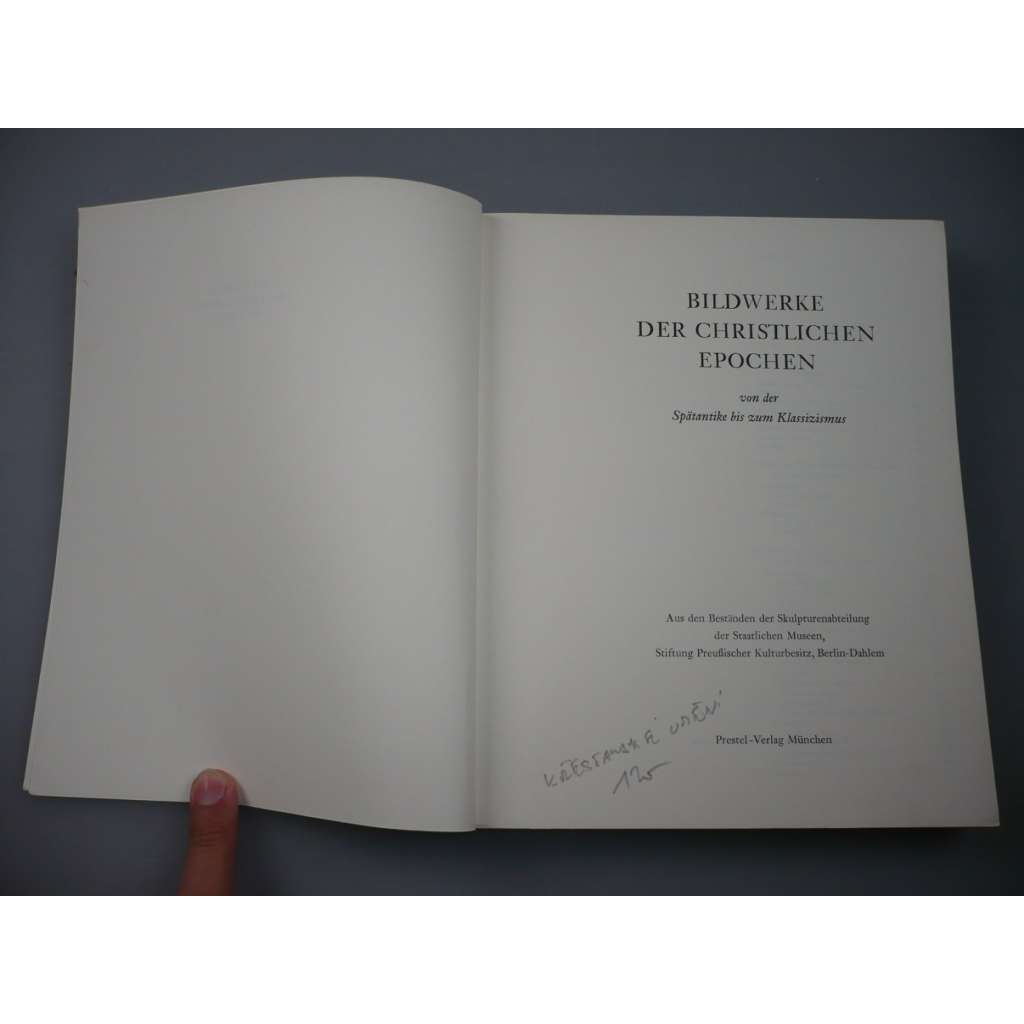 BILDWERKE
DER CHRISTLICHEN
EPOCHEN
von der
Spätantike bis zum Klassizismus
Aus den Beständen der Skulpturenabteilung
der Staatlichen Museen,
Stiftung Preußischer Kulturbesitz, Berlin-Dahlem
Prestel-Verlag München
KŘESŤANSKÉ UMĚNÍ